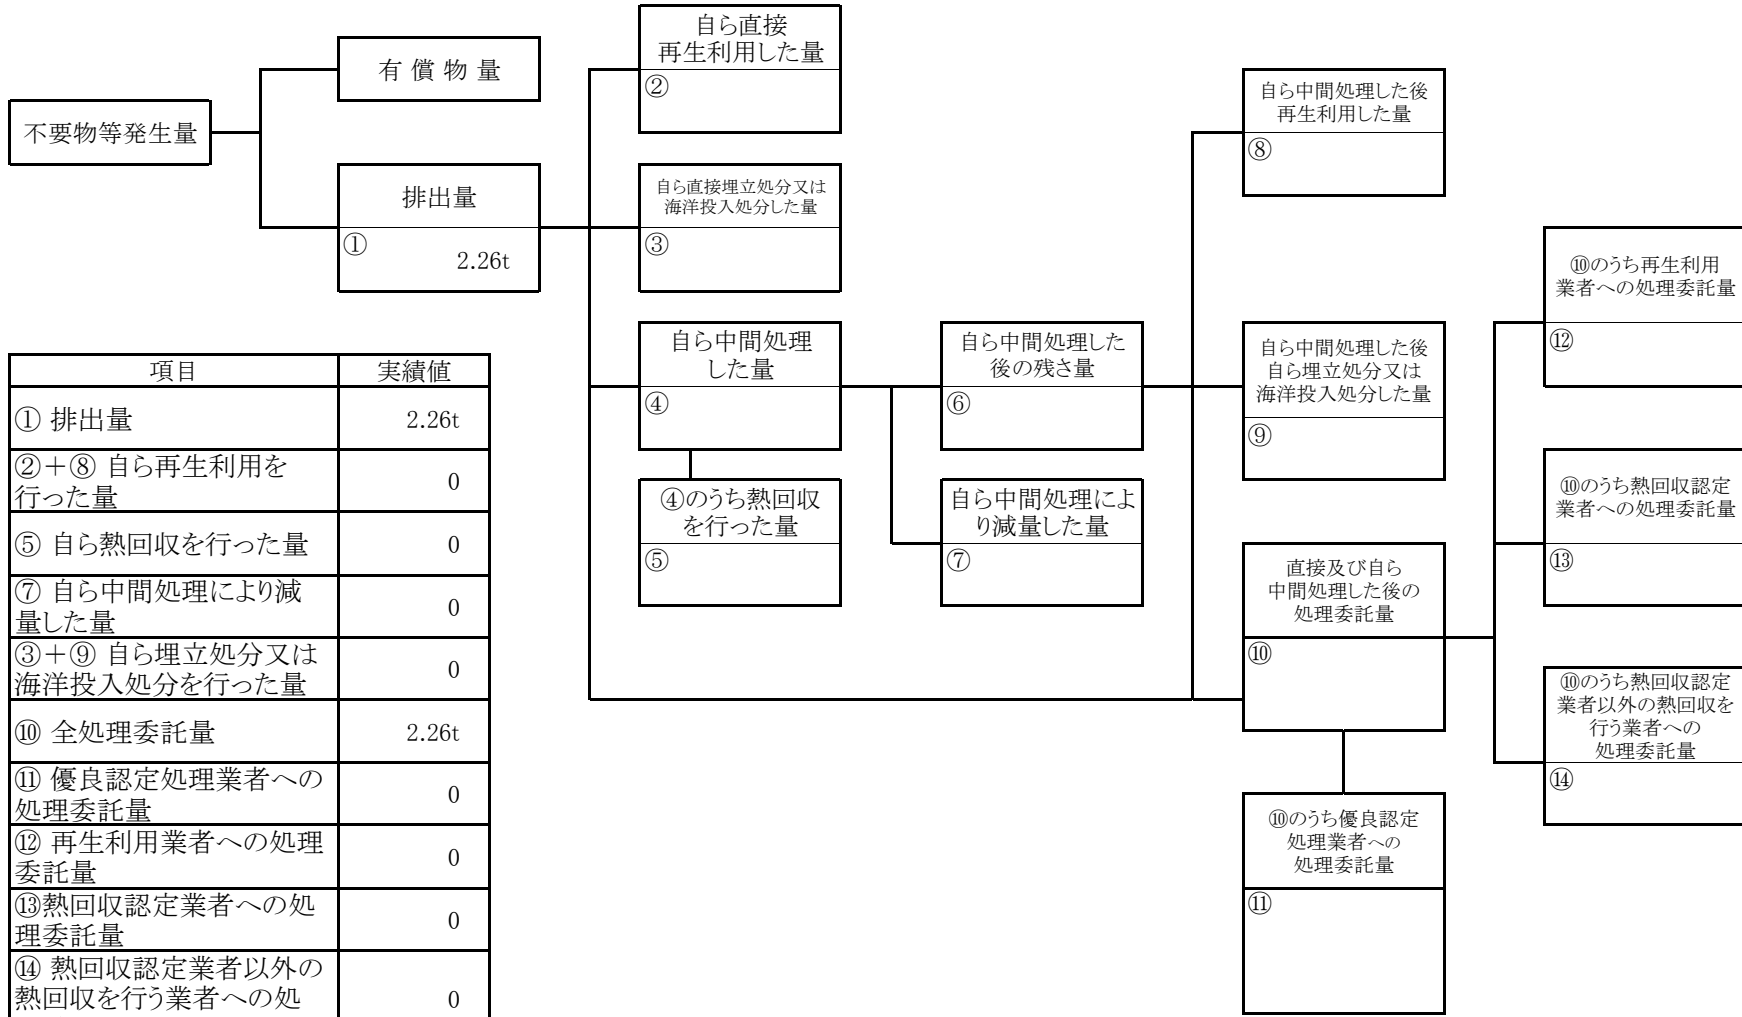 不要物等発生量
有 償 物 量
排出量
①
2.26t
自ら直接
再生利用した量
②
自ら直接埋立処分又は
海洋投入処分した量
③
自ら中間処理
した量
④
④のうち熱回収
を行った量
⑤
自ら中間処理した
後の残さ量
⑥
自ら中間処理によ
り減量した量
⑦
自ら中間処理した後
再生利用した量
⑧
自ら中間処理した後
自ら埋立処分又は
海洋投入処分した量
⑨
直接及び自ら
中間処理した後の
処理委託量
⑩
⑩のうち優良認定
処理業者への
処理委託量
⑪
⑩のうち再生利用
業者への処理委託量
⑫
⑩のうち熱回収認定
業者への処理委託量
⑬
⑩のうち熱回収認定
業者以外の熱回収を
行う業者への
処理委託量
⑭
項目 実績値
① 排出量 2.26t
②+⑧ 自ら再生利用を
行った量 0
⑤ 自ら熱回収を行った量 0
⑦ 自ら中間処理により減
量した量 0
③+⑨ 自ら埋立処分又は
海洋投入処分を行った量 0
⑩ 全処理委託量 2.26t
⑪ 優良認定処理業者への
処理委託量 0
⑫ 再生利用業者への処理
委託量 0
⑬熱回収認定業者への処
理委託量 0
⑭ 熱回収認定業者以外の
熱回収を行う業者への処 0